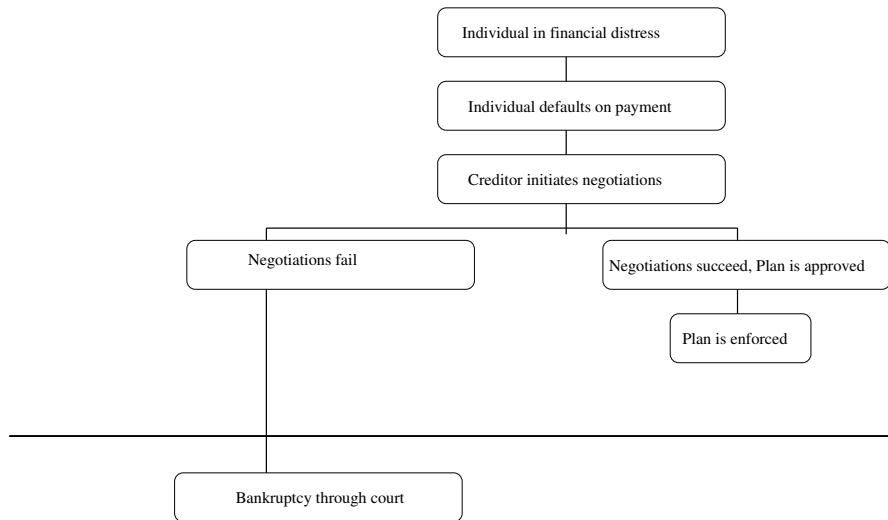 Individual in financial distress
Individual defaults on payment
Creditor initiates negotiations
Negotiations fail
Negotiations succeed, Plan is approved
Plan is enforced
Bankruptcy through court